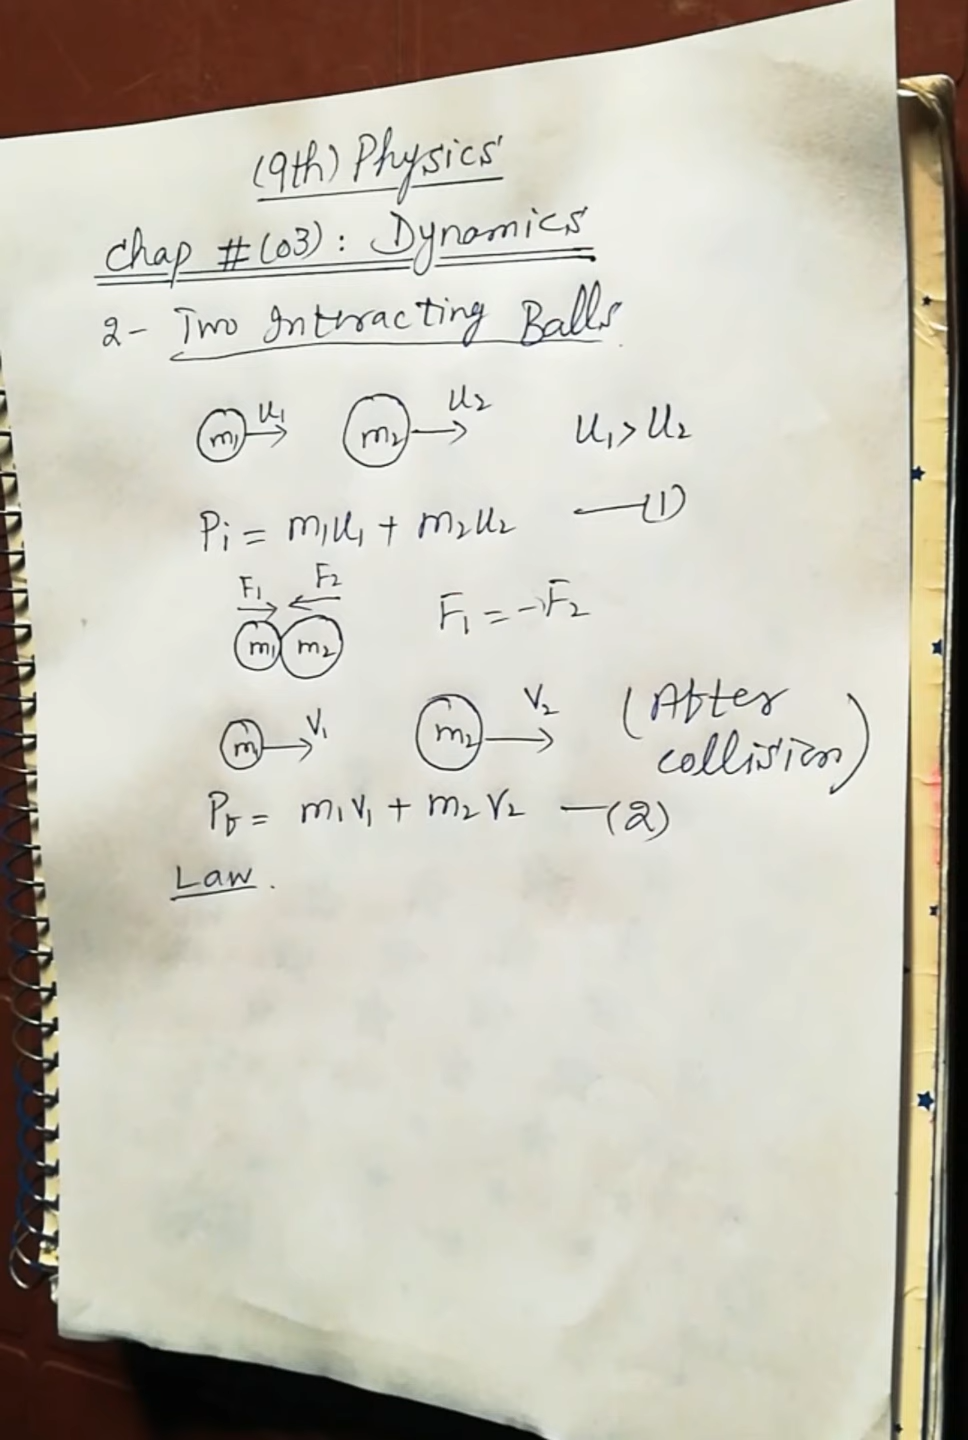 (9th) Physics
Chap #(03): Dynamics
2- Two Interacting Balls
m1 u1 m2 u2 u1 > u2
Pi = m1u1 + m2u2 —(1)
F1 F2
m1 m2 F1 = -F2
m1 V1 m2 V2 (After collision)
Pf = m1V1 + m2V2 —(2)
Law.